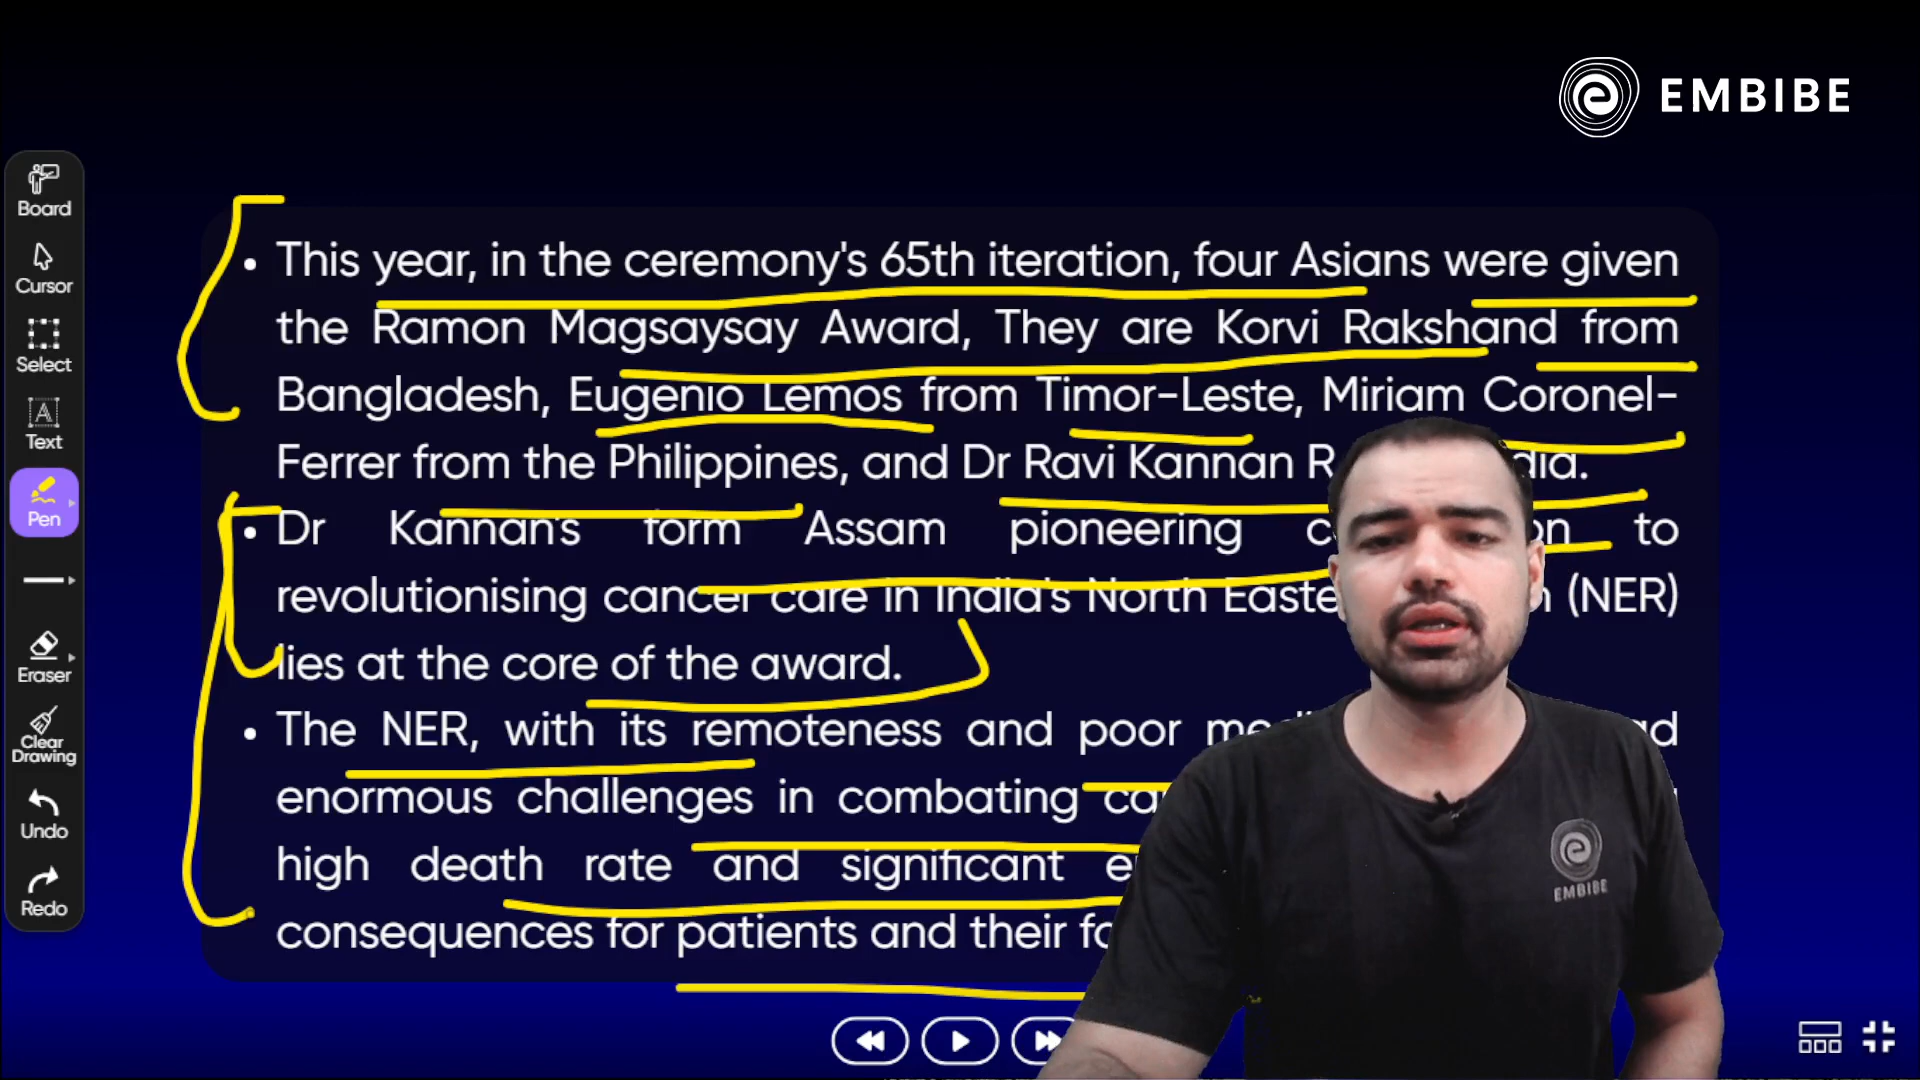 EMBIBE
Board
Cursor
Select
Text
Pen
Eraser
Clear
Drawing
Undo
Redo
This year, in the ceremony's 65th iteration, four Asians were given
the Ramon Magsaysay Award, They are Korvi Rakshand from
Bangladesh, Eugenio Lemos from Timor-Leste, Miriam Coronel-
Ferrer from the Philippines, and Dr Ravi Kannan R
Dr Kannan's form Assam pioneering to
revolutionising cancer care in India's North (NER)
lies at the core of the award.
The NER, with its remoteness and poor
enormous challenges in combating
high death rate and significant
consequences for patients and their
EMBIBE